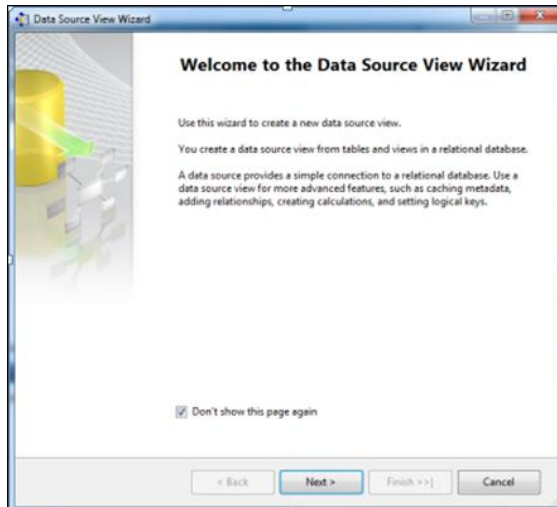 Data Source View Wizard
Welcome to the Data Source View Wizard
Use this wizard to create a new data source view.
You create a data source view from tables and views in a relational database.
A data source provides a simple connection to a relational database. Use a
data source view for more advanced features, such as caching metadata,
adding relationships, creating calculations, and setting logical keys.
Don't show this page again
< Back Next > Finish >>| Cancel